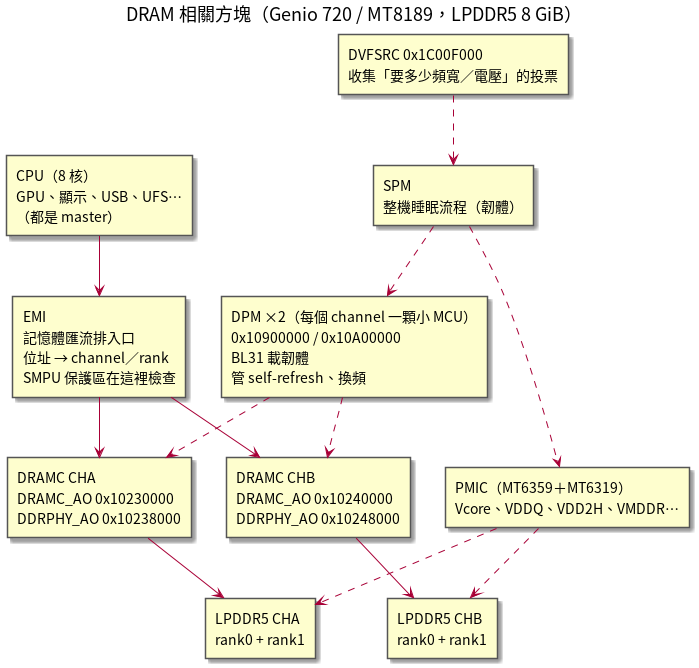 DRAM 相關方塊（Genio 720 / MT8189，LPDDR5 8 GiB）
DVFSRC 0x1C00F000
收集「要多少頻寬／電壓」的投票
CPU（8 核）
GPU、顯示、USB、UFS…
（都是 master）
SPM
整機睡眠流程（韌體）
EMI
記憶體匯流排入口
位址 → channel／rank
SMPU 保護區在這裡檢查
DPM ×2（每個 channel 一顆小 MCU）
0x10900000 / 0x10A00000
BL31 載韌體
管 self-refresh、換頻
DRAMC CHA
DRAMC_AO 0x10230000
DDRPHY_AO 0x10238000
DRAMC CHB
DRAMC_AO 0x10240000
DDRPHY_AO 0x10248000
PMIC（MT6359＋MT6319）
Vcore、VDDQ、VDD2H、VMDDR…
LPDDR5 CHA
rank0 + rank1
LPDDR5 CHB
rank0 + rank1